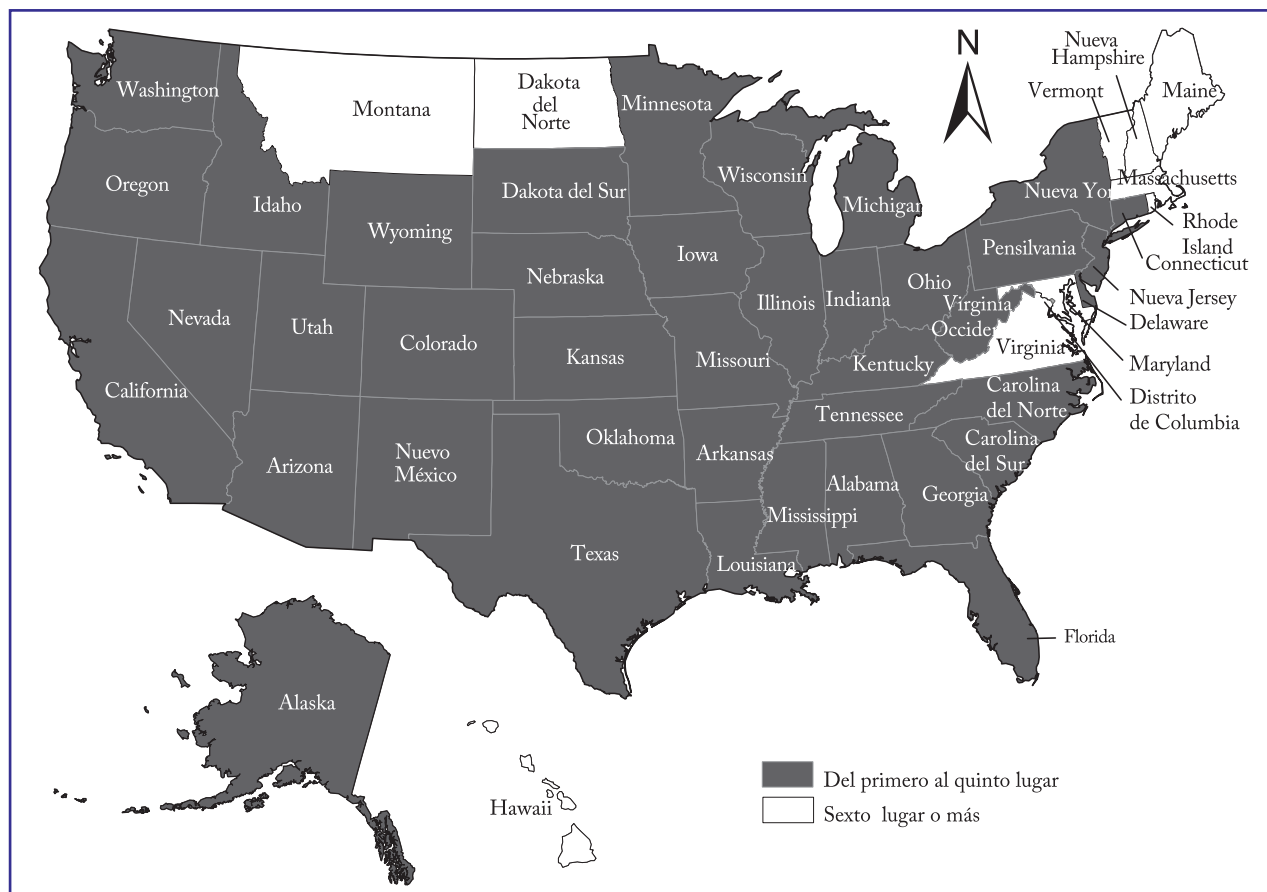 N
Nueva
Hampshire
Vermont
Maine
Washington
Montana
Dakota
del
Norte
Minnesota
Oregon
Idaho
Wyoming
Dakota del Sur
Wisconsin
Michigan
Nueva Yor
Massachusetts
Rhode
Island
Connecticut
Nebraska
Iowa
Pensilvania
Nevada
Utah
Colorado
Kansas
Missouri
Illinois
Indiana
Ohio
Virginia
Occiden
Virginia
Kentucky
Nueva Jersey
Delaware
Maryland
Distrito
de Columbia
California
Arizona
Nuevo
México
Oklahoma
Arkansas
Tennessee
Carolina
del Norte
Carolina
del Sur
Mississippi
Alabama
Georgia
Texas
Louisiana
Florida
Alaska
Hawaii
Del primero al quinto lugar
Sexto lugar o más